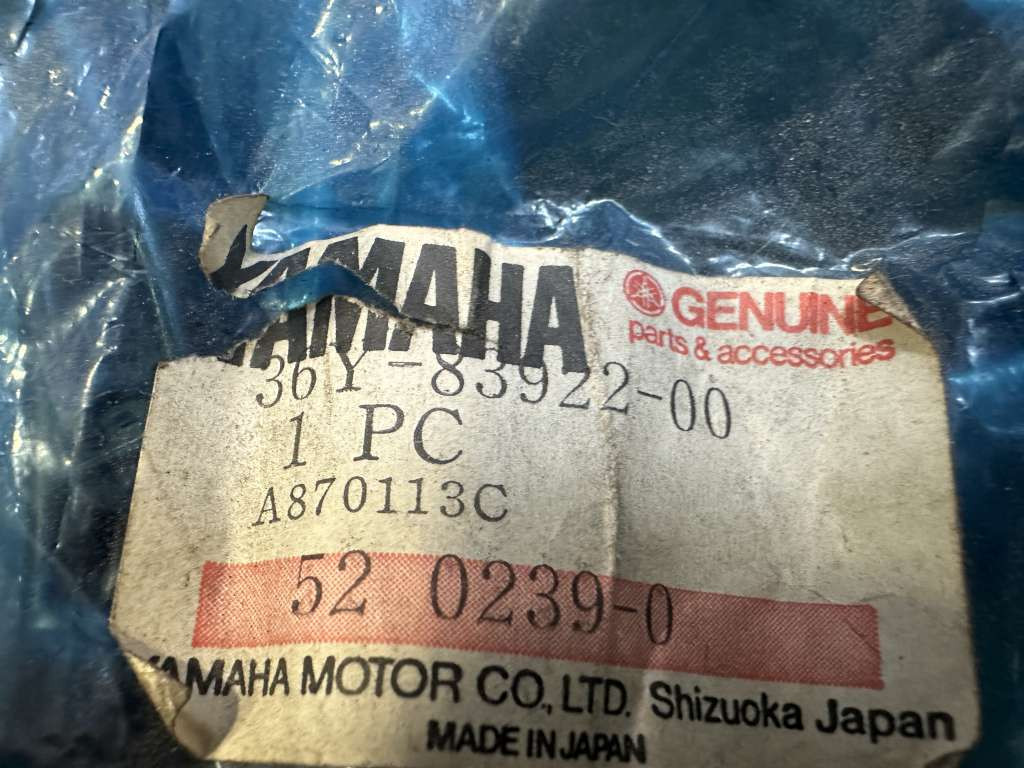 YAMAHA
GENUINE
parts & accessories
36Y-83922-00
1 PC
A870113C
52 0239-0
YAMAHA MOTOR CO., LTD. Shizuoka Japan
MADE IN JAPAN